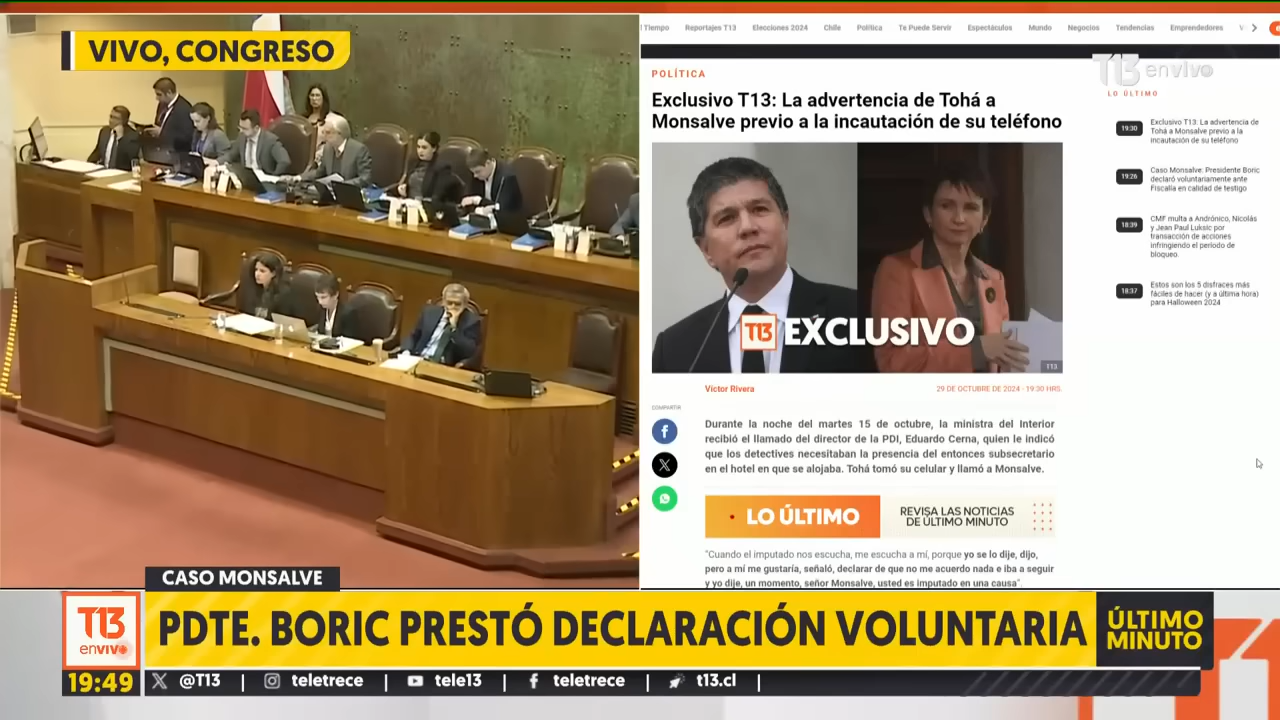 VIVO, CONGRESO
l Tiempo Reportajes T13 Elecciones 2024 Chile Política Te Puede Servir Espectáculos Mundo Negocios Tendencias Emprendedores V
T13 en vivo
POLÍTICA
Exclusivo T13: La advertencia de Tohá a
Monsalve previo a la incautación de su teléfono
T13 EXCLUSIVO
T13
Víctor Rivera
29 DE OCTUBRE DE 2024 - 19:30 HRS.
COMPARTIR
Durante la noche del martes 15 de octubre, la ministra del Interior
recibió el llamado del director de la PDI, Eduardo Cerna, quien le indicó
que los detectives necesitaban la presencia del entonces subsecretario
en el hotel en que se alojaba. Tohá tomó su celular y llamó a Monsalve.
• LO ÚLTIMO
REVISA LAS NOTICIAS
DE ÚLTIMO MINUTO
"Cuando el imputado nos escucha, me escucha a mí, porque yo se lo dije, dijo,
pero a mí me gustaría, señaló, declarar de que no me acuerdo nada e iba a seguir
y yo dije, un momento, señor Monsalve, usted es imputado en una causa".
LO ÚLTIMO
19:30
Exclusivo T13: La advertencia de
Tohá a Monsalve previo a la
incautación de su teléfono
19:26
Caso Monsalve: Presidente Boric
declaró voluntariamente ante
Fiscalía en calidad de testigo
18:39
CMF multa a Andrónico, Nicolás
y Jean Paul Luksic por
transacción de acciones
infringiendo el período de
bloqueo.
18:37
Estos son los 5 disfraces más
fáciles de hacer (y a última hora)
para Halloween 2024
CASO MONSALVE
T13
en vivo
PDTE. BORIC PRESTÓ DECLARACIÓN VOLUNTARIA
ÚLTIMO
MINUTO
19:49
@T13 | teletrece | tele13 | teletrece | t13.cl |